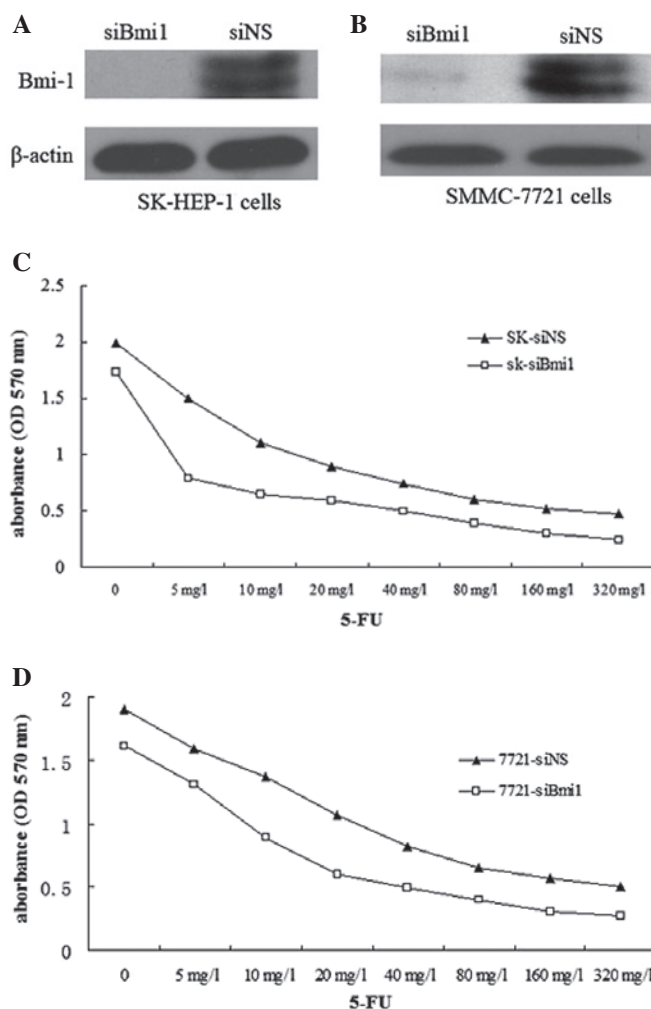 A
siBmi1 siNS
Bmi-1
β-actin
SK-HEP-1 cells
B
siBmi1 siNS
SMMC-7721 cells
C
aborbance (OD 570 nm)
2.5
2
1.5
1
0.5
0
SK-siNS
sk-siBmi1
0 5 mg/l 10 mg/l 20 mg/l 40 mg/l 80 mg/l 160 mg/l 320 mg/l
5-FU
D
aborbance (OD 570 nm)
2
1.5
1
0.5
0
7721-siNS
7721-siBmi1
0 5 mg/l 10 mg/l 20 mg/l 40 mg/l 80 mg/l 160 mg/l 320 mg/l
5-FU